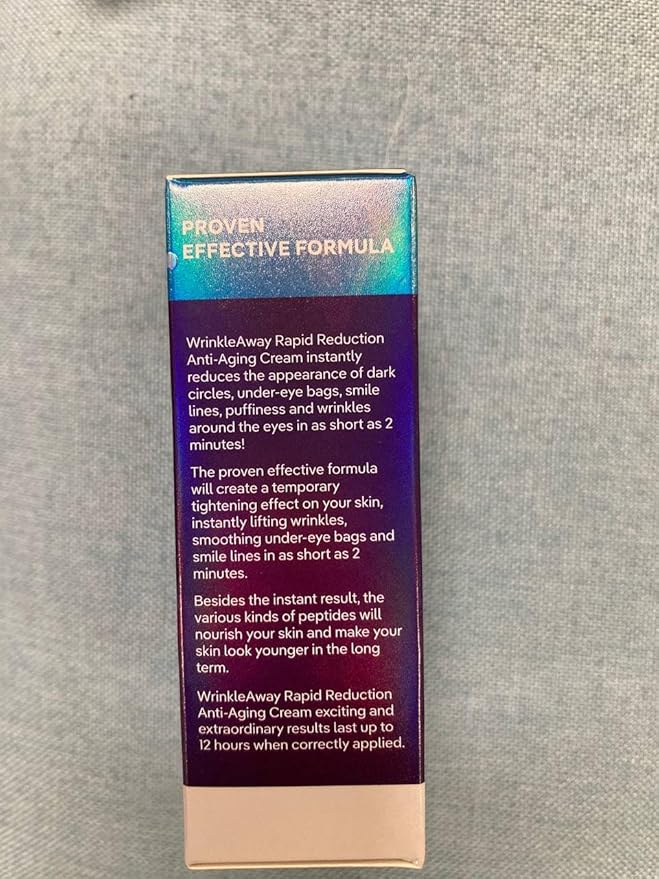 PROVEN
EFFECTIVE FORMULA
WrinkleAway Rapid Reduction
Anti-Aging Cream instantly
reduces the appearance of dark
circles, under-eye bags, smile
lines, puffiness and wrinkles
around the eyes in as short as 2
minutes!
The proven effective formula
will create a temporary
tightening effect on your skin,
instantly lifting wrinkles,
smoothing under-eye bags and
smile lines in as short as 2
minutes.
Besides the instant result, the
various kinds of peptides will
nourish your skin and make your
skin look younger in the long
term.
WrinkleAway Rapid Reduction
Anti-Aging Cream exciting and
extraordinary results last up to
12 hours when correctly applied.